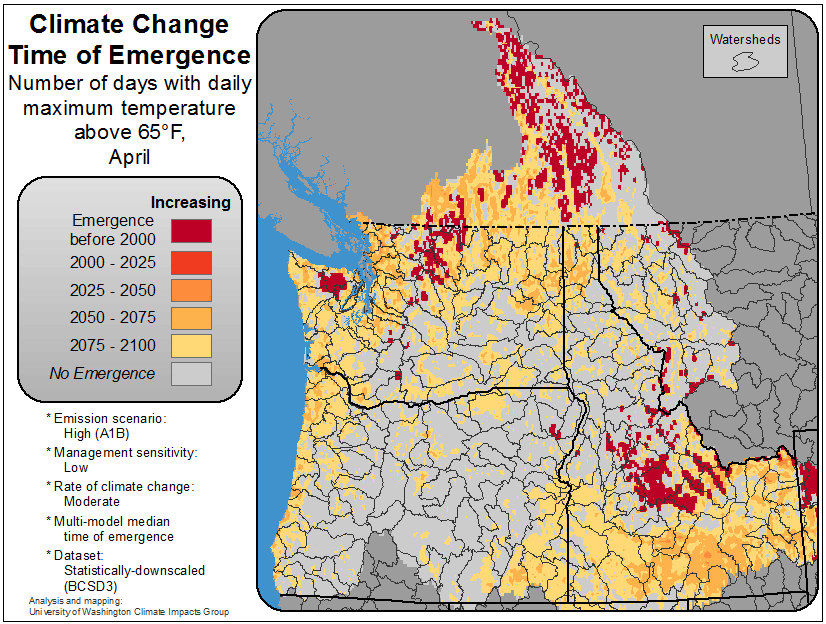 Climate Change
Time of Emergence
Number of days with daily
maximum temperature
above 65°F,
April
Increasing
Emergence
before 2000
2000 - 2025
2025 - 2050
2050 - 2075
2075 - 2100
No Emergence
* Emission scenario:
High (A1B)
* Management sensitivity:
Low
* Rate of climate change:
Moderate
* Multi-model median
time of emergence
* Dataset:
Statistically-downscaled
(BCSD3)
Analysis and mapping:
University of Washington Climate Impacts Group
Watersheds